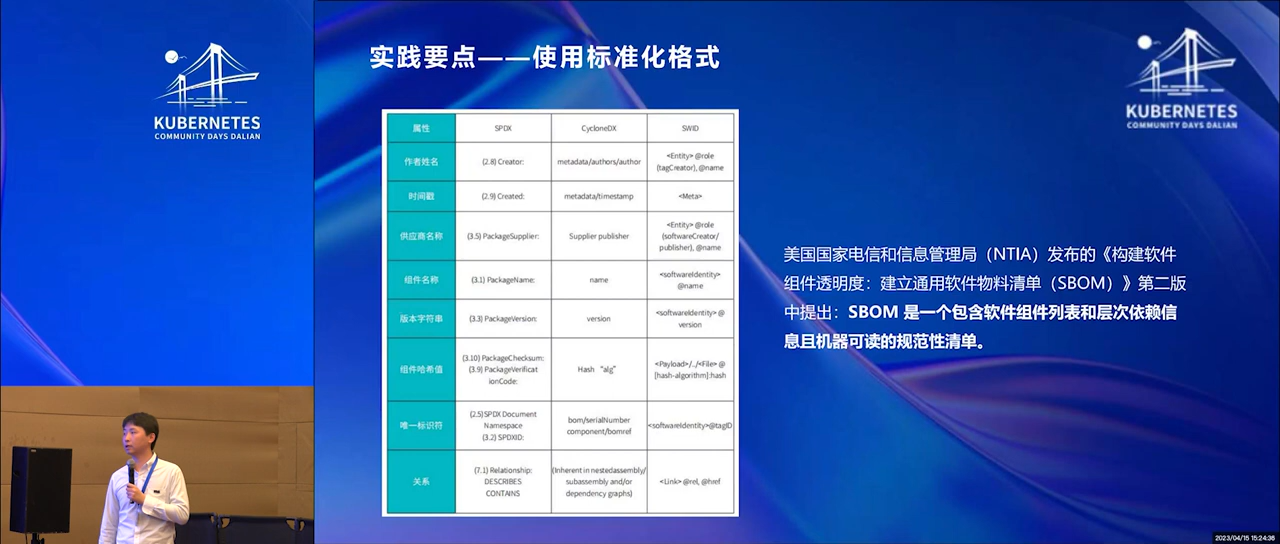 KUBERNETES
COMMUNITY DAYS DALIAN
实践要点——使用标准化格式
KUBERNETES
COMMUNITY DAYS DALIAN
属性 SPDX CycloneDX SWID
作者姓名 (2.8) Creator: metadata/authors/author <Entity> @role
(tagCreator), @name
时间戳 (2.9) Created: metadata/timestamp <Meta>
供应商名称 (3.5) PackageSupplier: Supplier publisher <Entity> @role
(softwareCreator/
publisher), @name
组件名称 (3.1) PackageName: name <softwareIdentity>
@name
版本字符串 (3.3) PackageVersion: version <softwareIdentity> @
version
组件哈希值 (3.10) PackageChecksum:
(3.9) PackageVerificat
ionCode:
Hash “alg”
<Payload>/../<File> @
[hash-algorithm]:hash
唯一标识符 (2.5)SPDX Document
Namespace
(3.2) SPDXID:
bom/serialNumber
component/bomref
<softwareIdentity>@tagID
关系 (7.1) Relationship:
DESCRIBES
CONTAINS
(Inherent in nestedassembly/
subassembly and/or
dependency graphs)
<Link> @rel, @href
美国国家电信和信息管理局（NTIA）发布的《构建软件
组件透明度：建立通用软件物料清单（SBOM）》第二版
中提出：SBOM 是一个包含软件组件列表和层次依赖信
息且机器可读的规范性清单。
2023/04/15 15:24:36